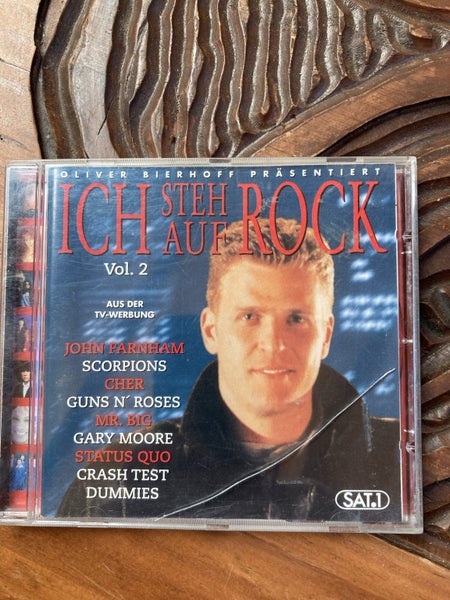 OLIVER BIERHOFF PRÄSENTIERT
ICH STEH AUF ROCK
Vol. 2
AUS DER
TV-WERBUNG
JOHN FARNHAM
SCORPIONS
CHER
GUNS N´ ROSES
MR. BIG
GARY MOORE
STATUS QUO
CRASH TEST
DUMMIES
SAT.1